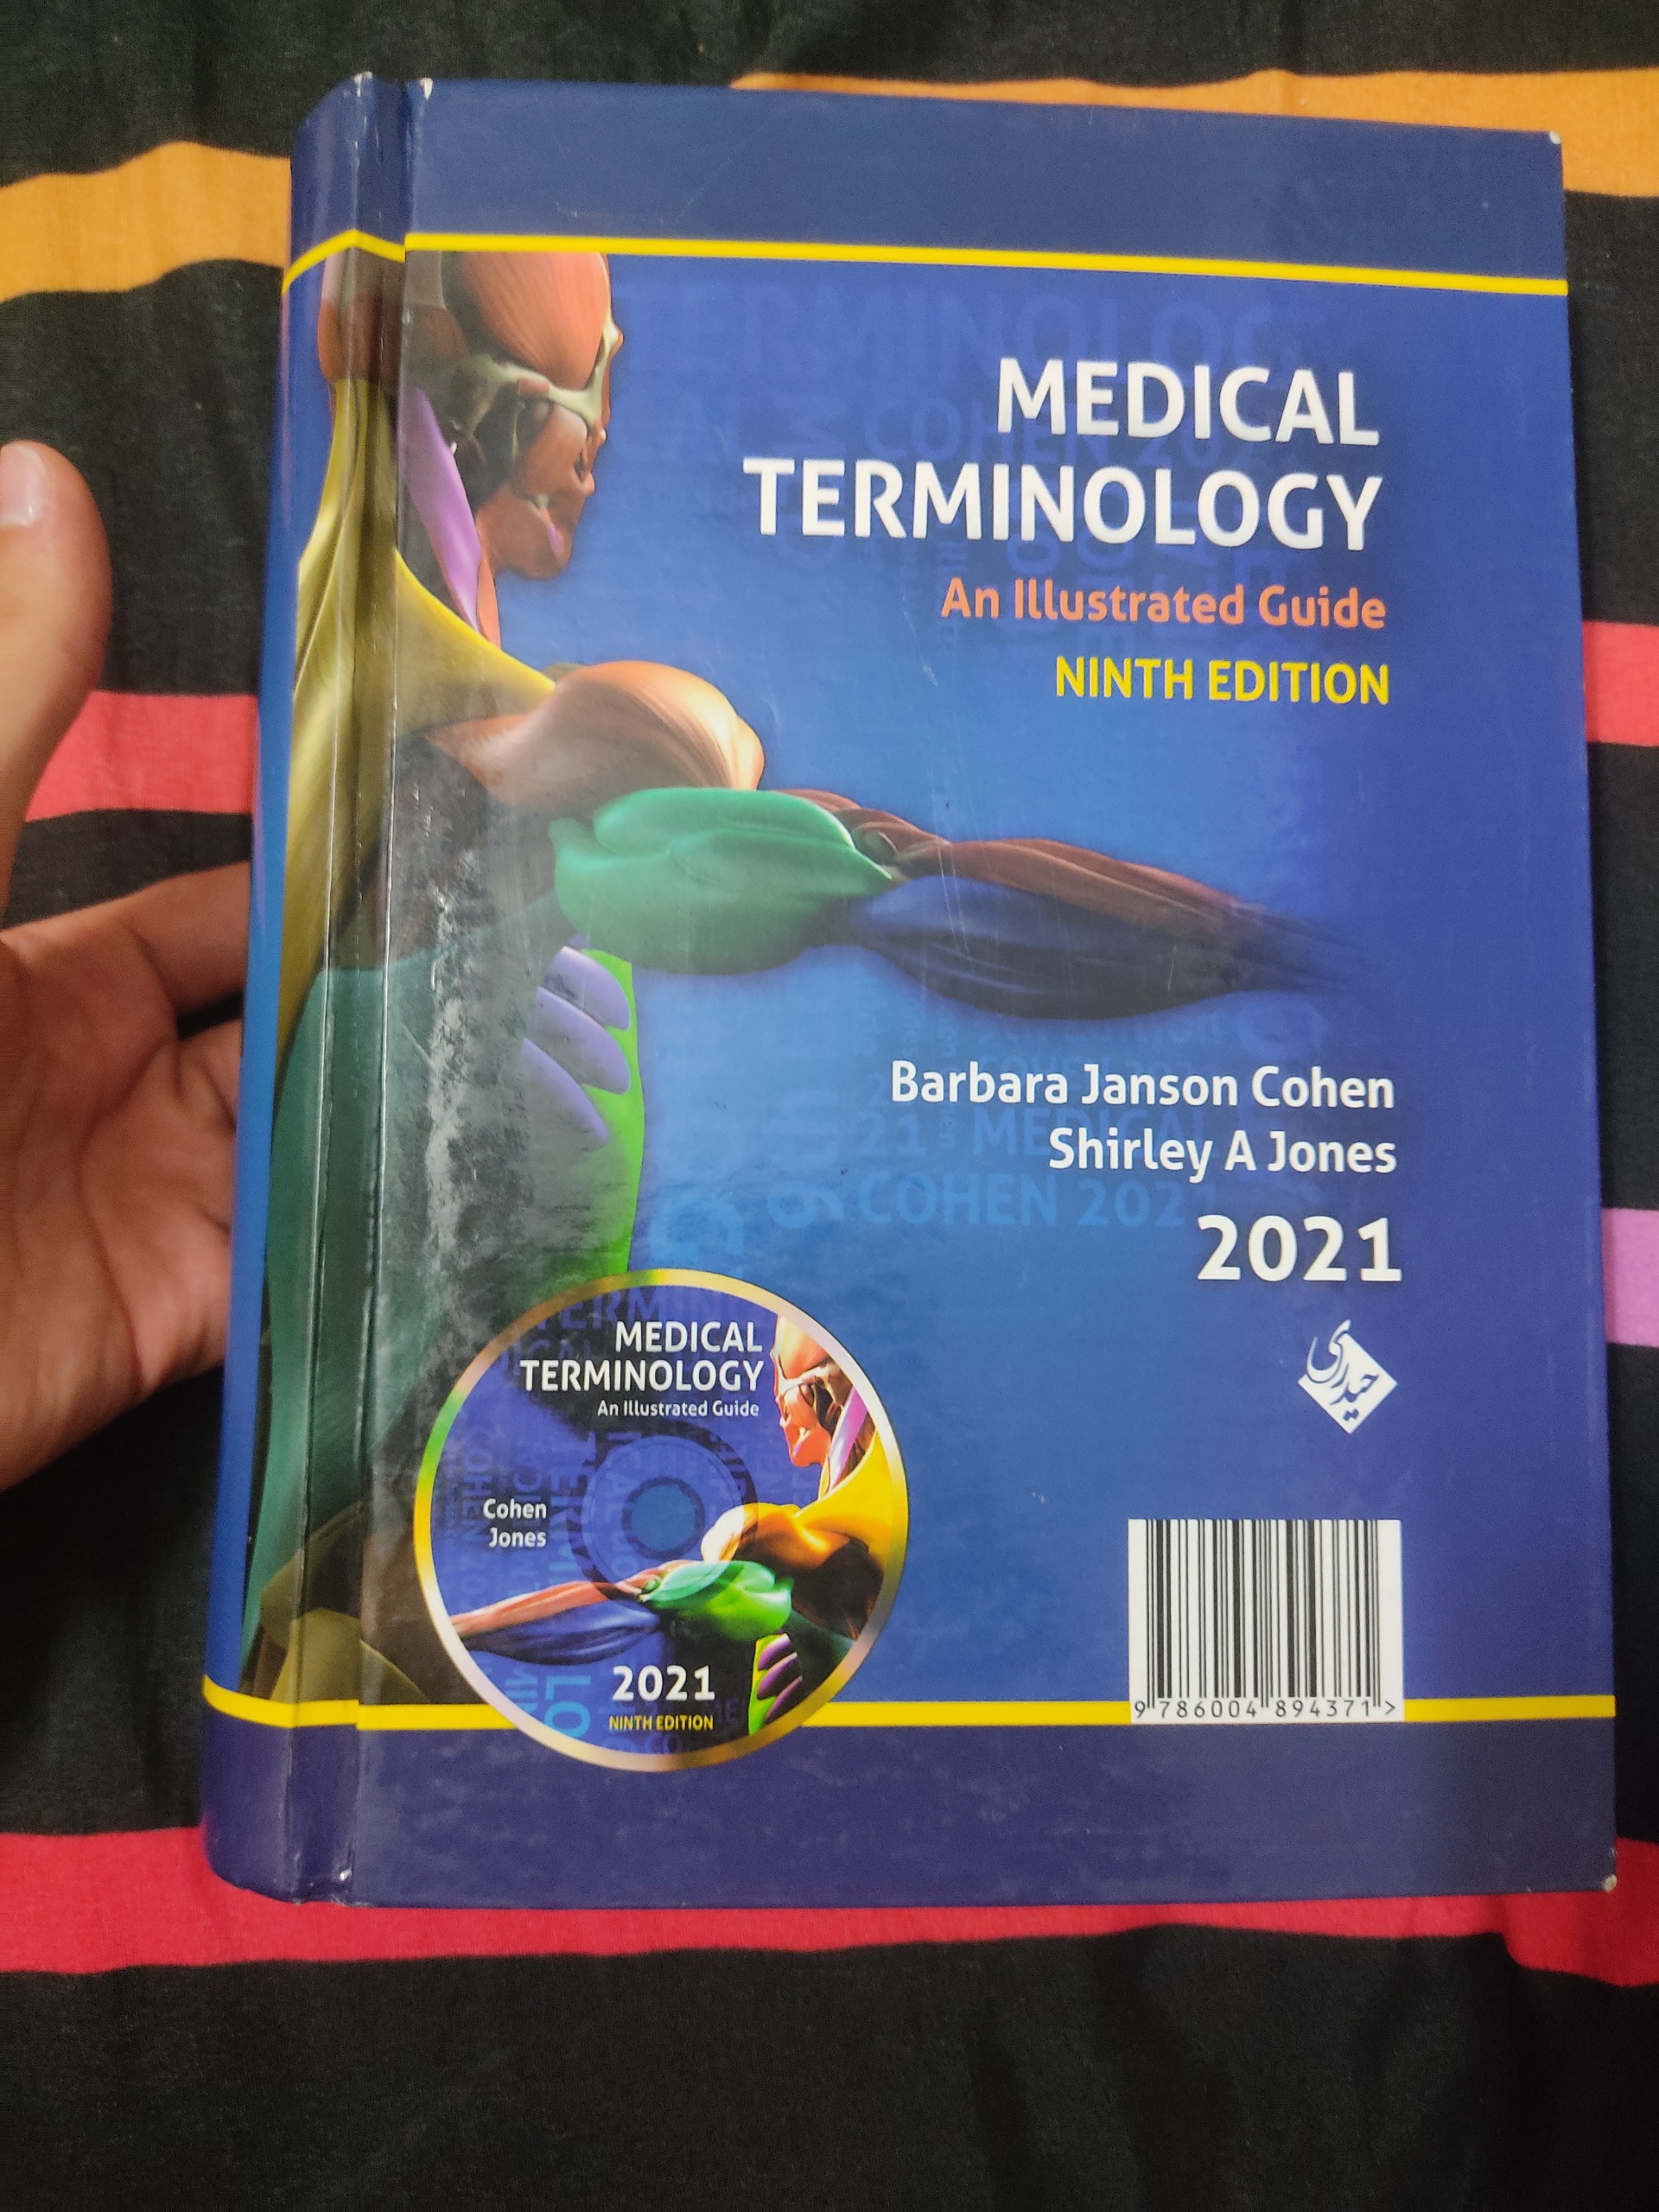 MEDICAL
TERMINOLOGY
An Illustrated Guide
NINTH EDITION
Barbara Janson Cohen
Shirley A Jones
2021
حیدری
MEDICAL
TERMINOLOGY
An Illustrated Guide
Cohen
Jones
2021
NINTH EDITION
9 786004 894371 >